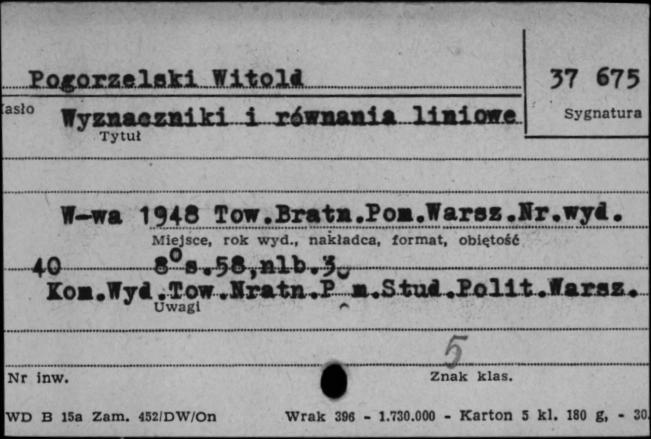 Pogorzelski Witold
37 675
asło
Sygnatura
Wyznaczniki i równania liniowe
Tytuł
W-wa 1948 Tow.Bratn.Pom.Warsz.Nr.wyd.
Miejsce, rok wyd., nakładca, format, objętość
40 8° s.58,nlb.3
Kom.Wyd.Tow.Nratn.P m.Stud.Polit.Warsz.
Uwagi
5
Nr inw.
Znak klas.
WD B 15a Zam. 452/DW/On Wrak 396 - 1.730.000 - Karton 5 kl. 180 g, - 30.